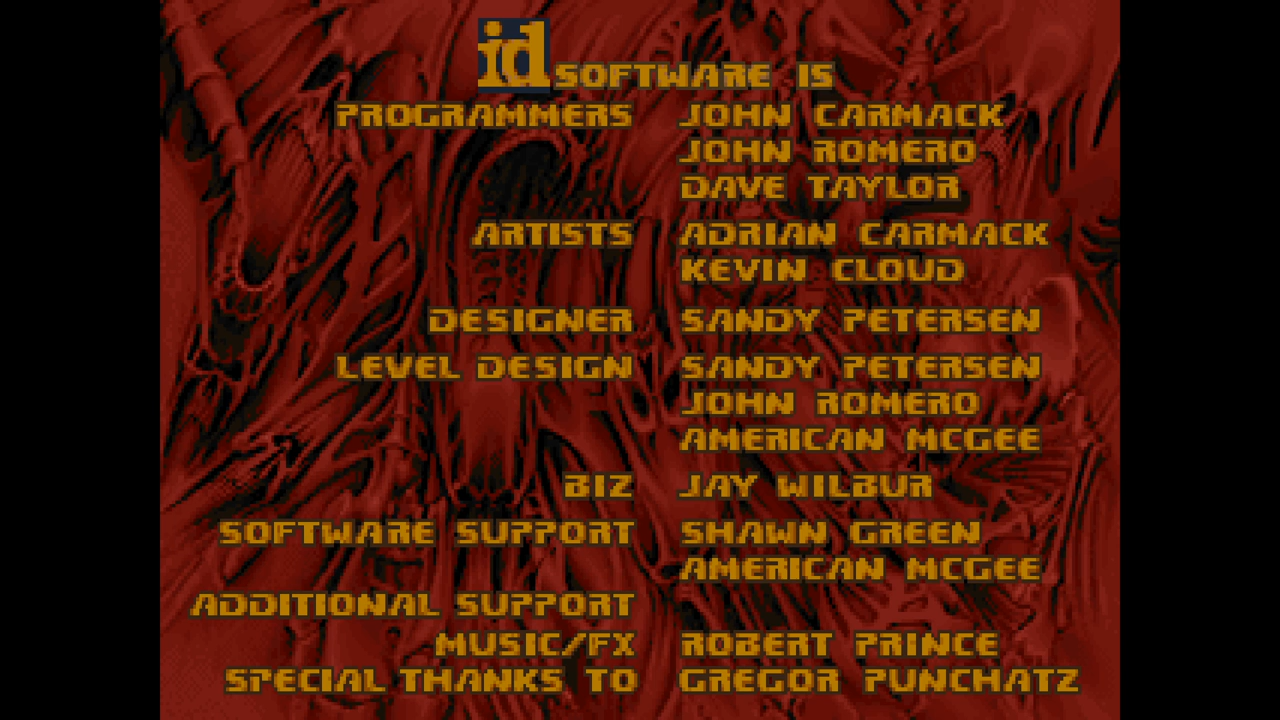 id SOFTWARE IS
PROGRAMMERS JOHN CARMACK
JOHN ROMERO
DAVE TAYLOR
ARTISTS ADRIAN CARMACK
KEVIN CLOUD
DESIGNER SANDY PETERSEN
LEVEL DESIGN SANDY PETERSEN
JOHN ROMERO
AMERICAN MCGEE
BIZ JAY WILBUR
SOFTWARE SUPPORT SHAWN GREEN
AMERICAN MCGEE
ADDITIONAL SUPPORT
MUSIC/FX ROBERT PRINCE
SPECIAL THANKS TO GREGOR PUNCHATZ